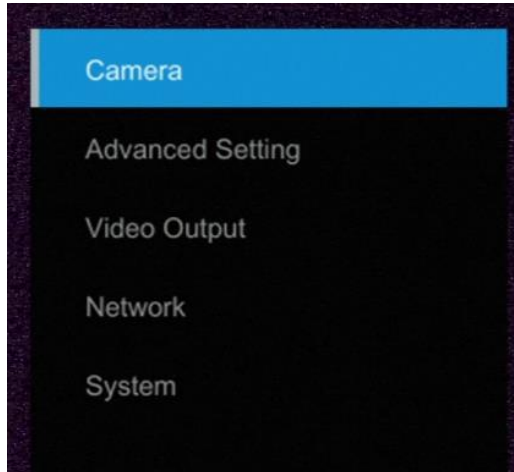 Camera
Advanced Setting
Video Output
Network
System